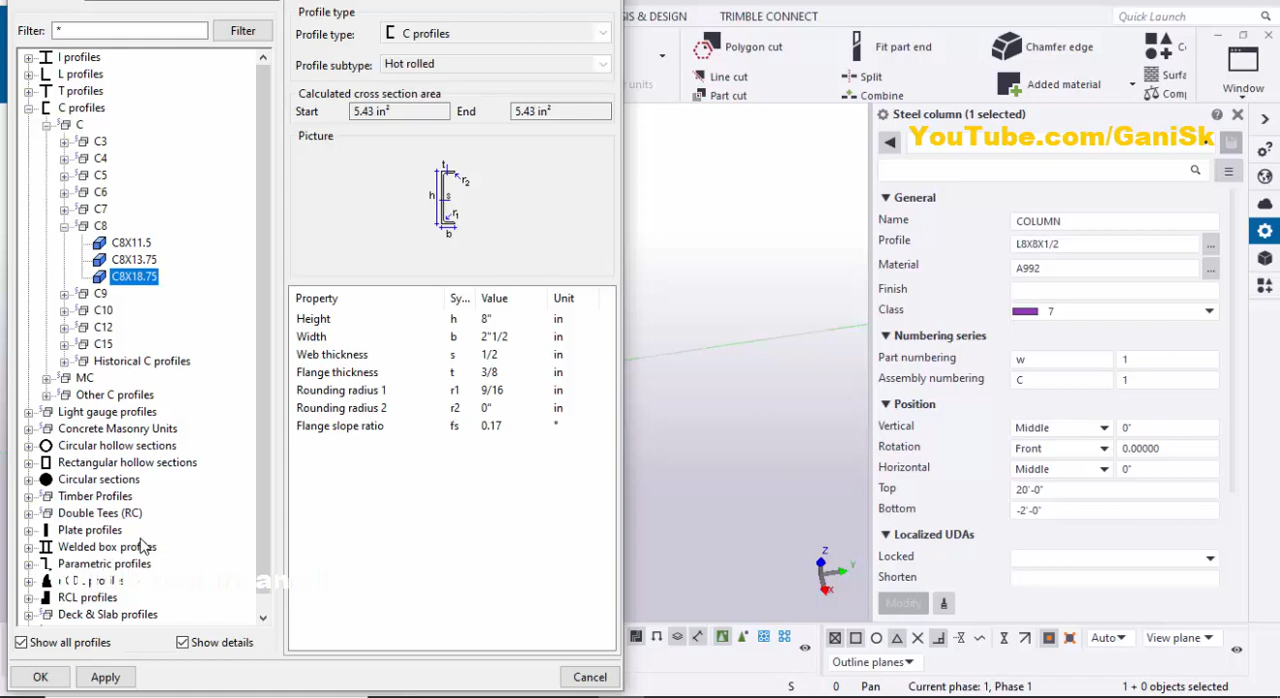 Filter: * Filter
I profiles
L profiles
T profiles
C profiles
C
C3
C4
C5
C6
C7
C8
C8X11.5
C8X13.75
C8X18.75
C9
C10
C12
C15
Historical C profiles
MC
Other C profiles
Light gauge profiles
Concrete Masonry Units
Circular hollow sections
Rectangular hollow sections
Circular sections
Timber Profiles
Double Tees (RC)
Plate profiles
Welded box profiles
Parametric profiles
RCL profiles
Deck & Slab profiles
Show all profiles Show details
OK Apply Cancel
Profile type
Profile type: C profiles
Profile subtype: Hot rolled
Calculated cross section area
Start 5.43 in² End 5.43 in²
Picture
t
r2
h s
r1
b
Property Sy... Value Unit
Height h 8" in
Width b 2"1/2 in
Web thickness s 1/2 in
Flange thickness t 3/8 in
Rounding radius 1 r1 9/16 in
Rounding radius 2 r2 0" in
Flange slope ratio fs 0.17 °
IS & DESIGN TRIMBLE CONNECT Quick Launch
units
Polygon cut Fit part end Chamfer edge
Line cut Split Added material
Part cut Combine
Window
Steel column (1 selected)
YouTube.com/GaniSk
General
Name COLUMN
Profile L8X8X1/2 ...
Material A992 ...
Finish
Class 7
Numbering series
Part numbering w 1
Assembly numbering C 1
Position
Vertical Middle 0"
Rotation Front 0.00000
Horizontal Middle 0"
Top 20'-0"
Bottom -2'-0"
Localized UDAs
Locked
Shorten
Modify
Z
Y
X
Auto View plane
Outline planes
S 0 Pan Current phase: 1, Phase 1 1 + 0 objects selected